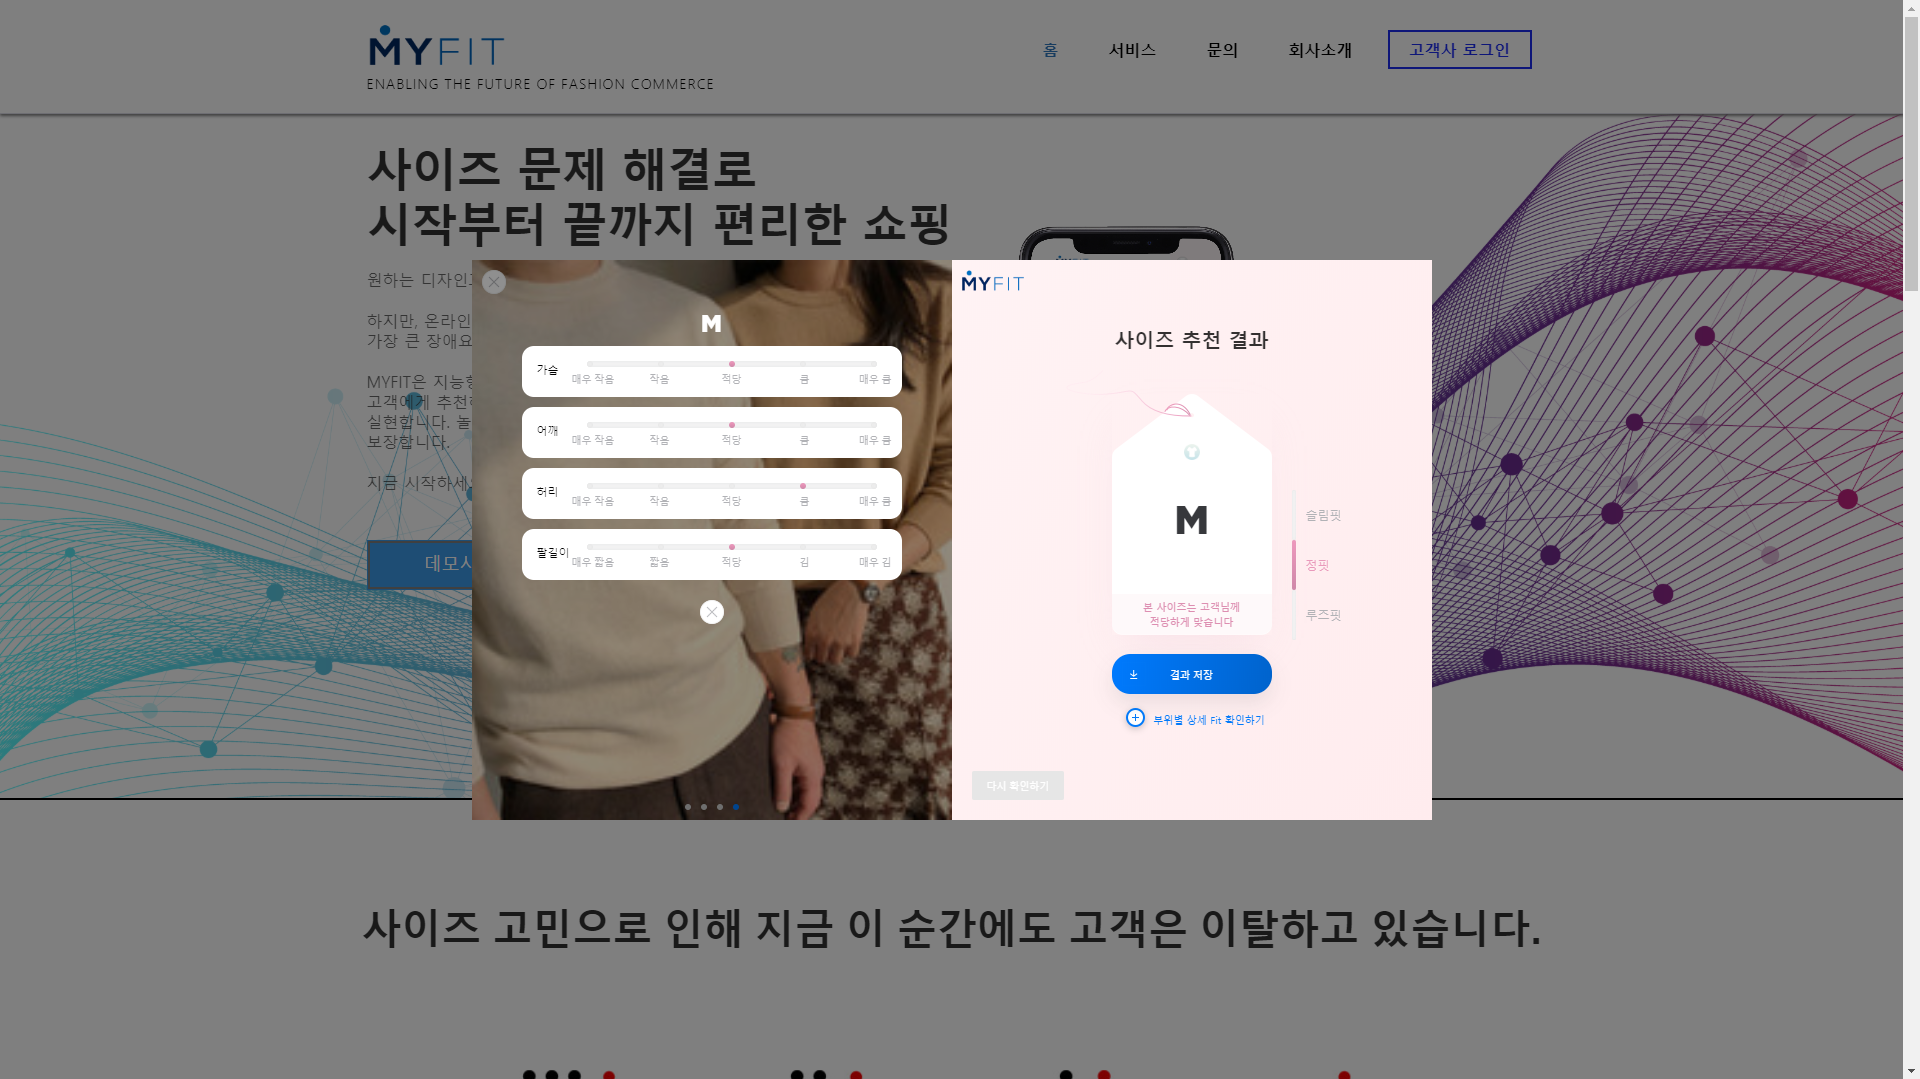 MYFIT
ENABLING THE FUTURE OF FASHION COMMERCE
홈
서비스
문의
회사소개
고객사 로그인
사이즈 문제 해결로
시작부터 끝까지 편리한 쇼핑
원하는 디자인
하지만, 온라인
가장 큰 장애요
MYFIT은 지능형
고객에게 추천
실현합니다. 놀
보장합니다.
지금 시작하세
데모
M
가슴
매우 작음 작음 적당 큼 매우 큼
어깨
매우 작음 작음 적당 큼 매우 큼
허리
매우 작음 작음 적당 큼 매우 큼
팔길이
매우 짧음 짧음 적당 김 매우 김
MYFIT
사이즈 추천 결과
M
본 사이즈는 고객님께
적당하게 맞습니다
슬림핏
정핏
루즈핏
결과 저장
부위별 상세 Fit 확인하기
다시 확인하기
사이즈 고민으로 인해 지금 이 순간에도 고객은 이탈하고 있습니다.